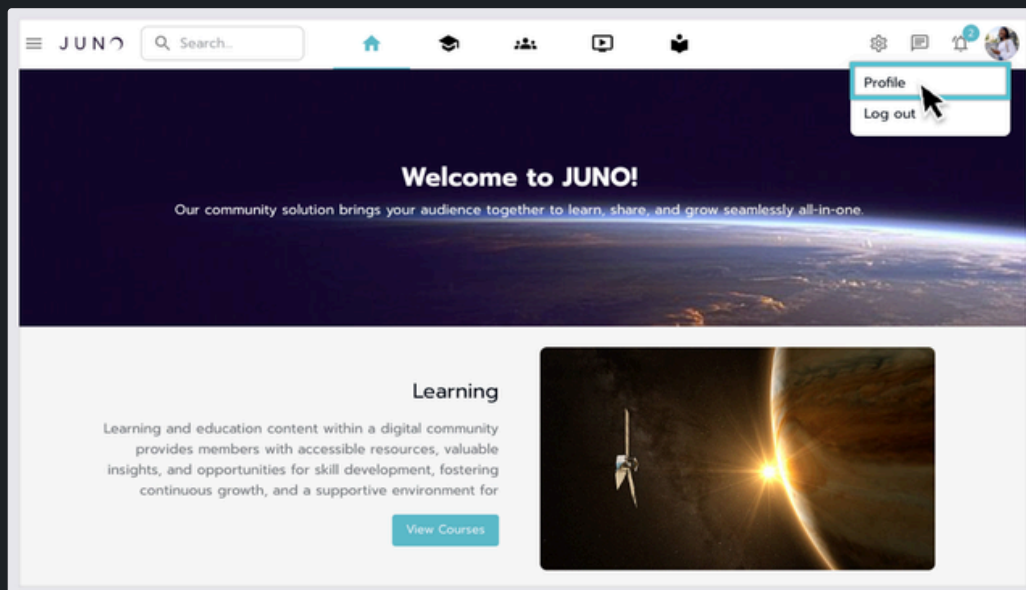 JUNO
Search..
2
Profile
Log out
Welcome to JUNO!
Our community solution brings your audience together to learn, share, and grow seamlessly all-in-one.
Learning
Learning and education content within a digital community
provides members with accessible resources, valuable
insights, and opportunities for skill development, fostering
continuous growth, and a supportive environment for
View Courses